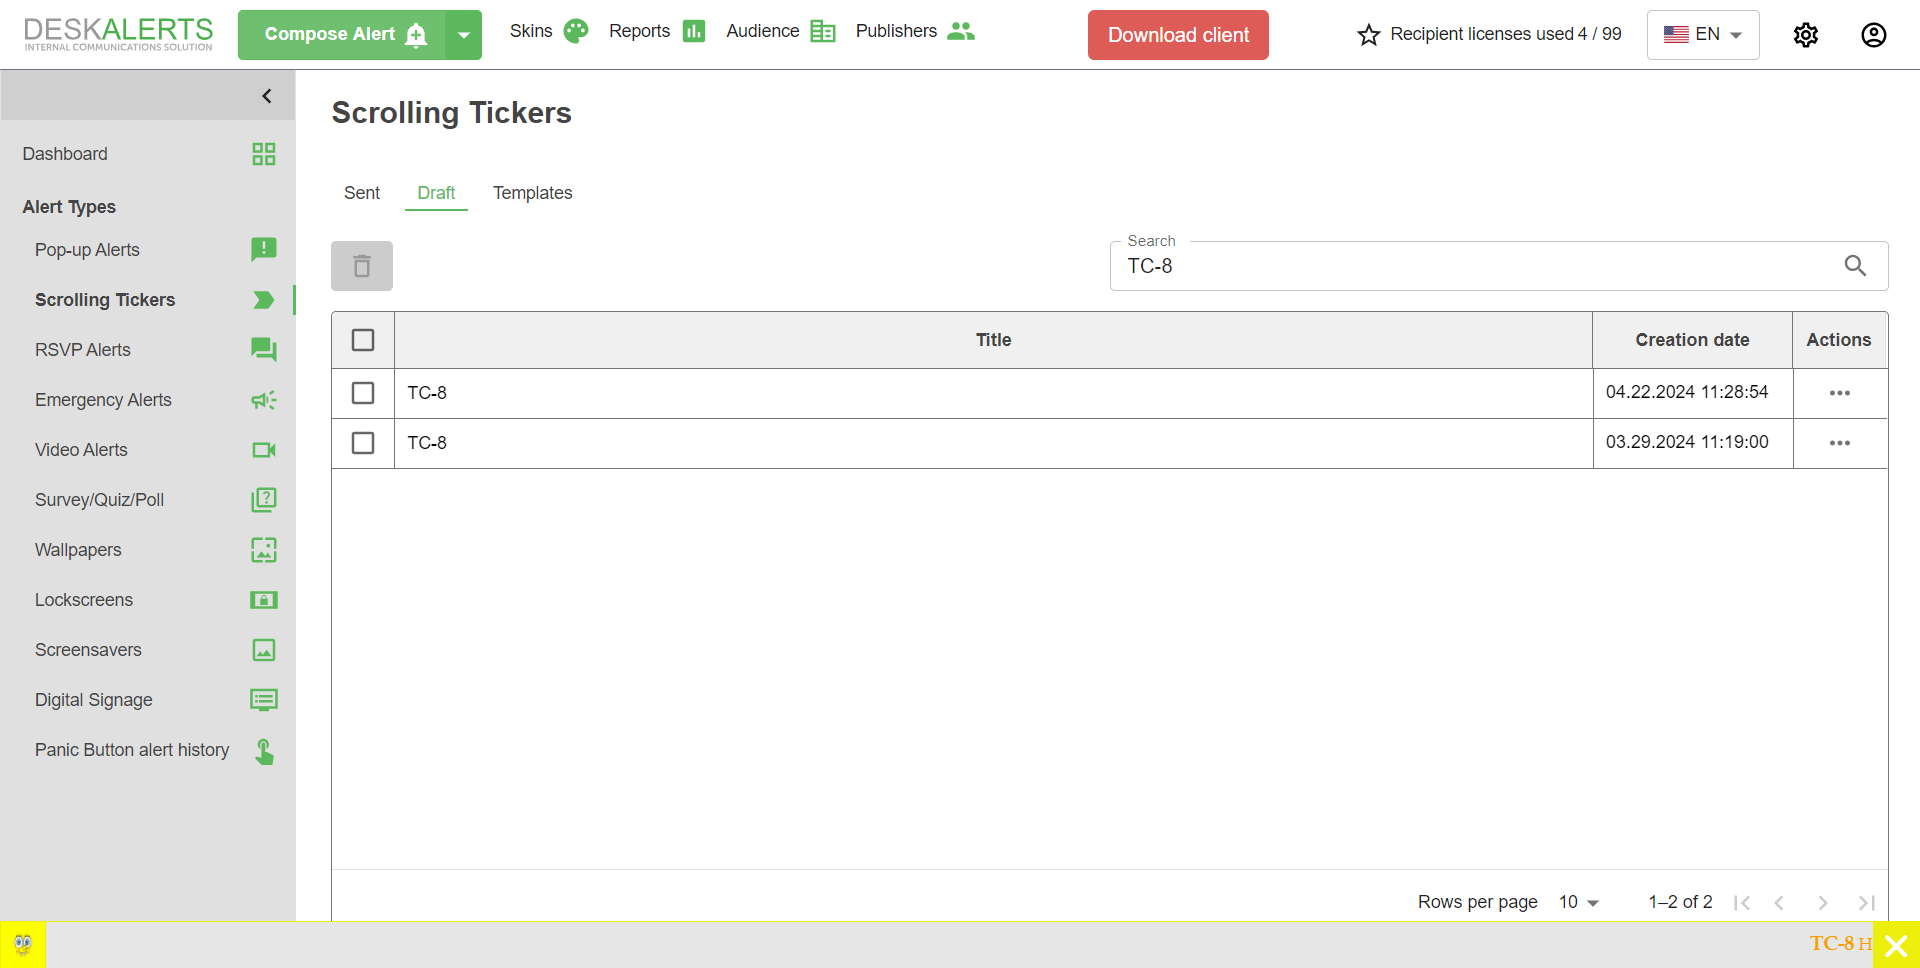 DESKALERTS
INTERNAL COMMUNICATIONS SOLUTION
Compose Alert
Skins
Reports
Audience
Publishers
Download client
Recipient licenses used 4 / 99
EN
Dashboard
Alert Types
Pop-up Alerts
Scrolling Tickers
RSVP Alerts
Emergency Alerts
Video Alerts
Survey/Quiz/Poll
Wallpapers
Lockscreens
Screensavers
Digital Signage
Panic Button alert history
Scrolling Tickers
Sent Draft Templates
Search
TC-8
Title Creation date Actions
TC-8 04.22.2024 11:28:54
TC-8 03.29.2024 11:19:00
Rows per page 10 1–2 of 2
TC-8 H